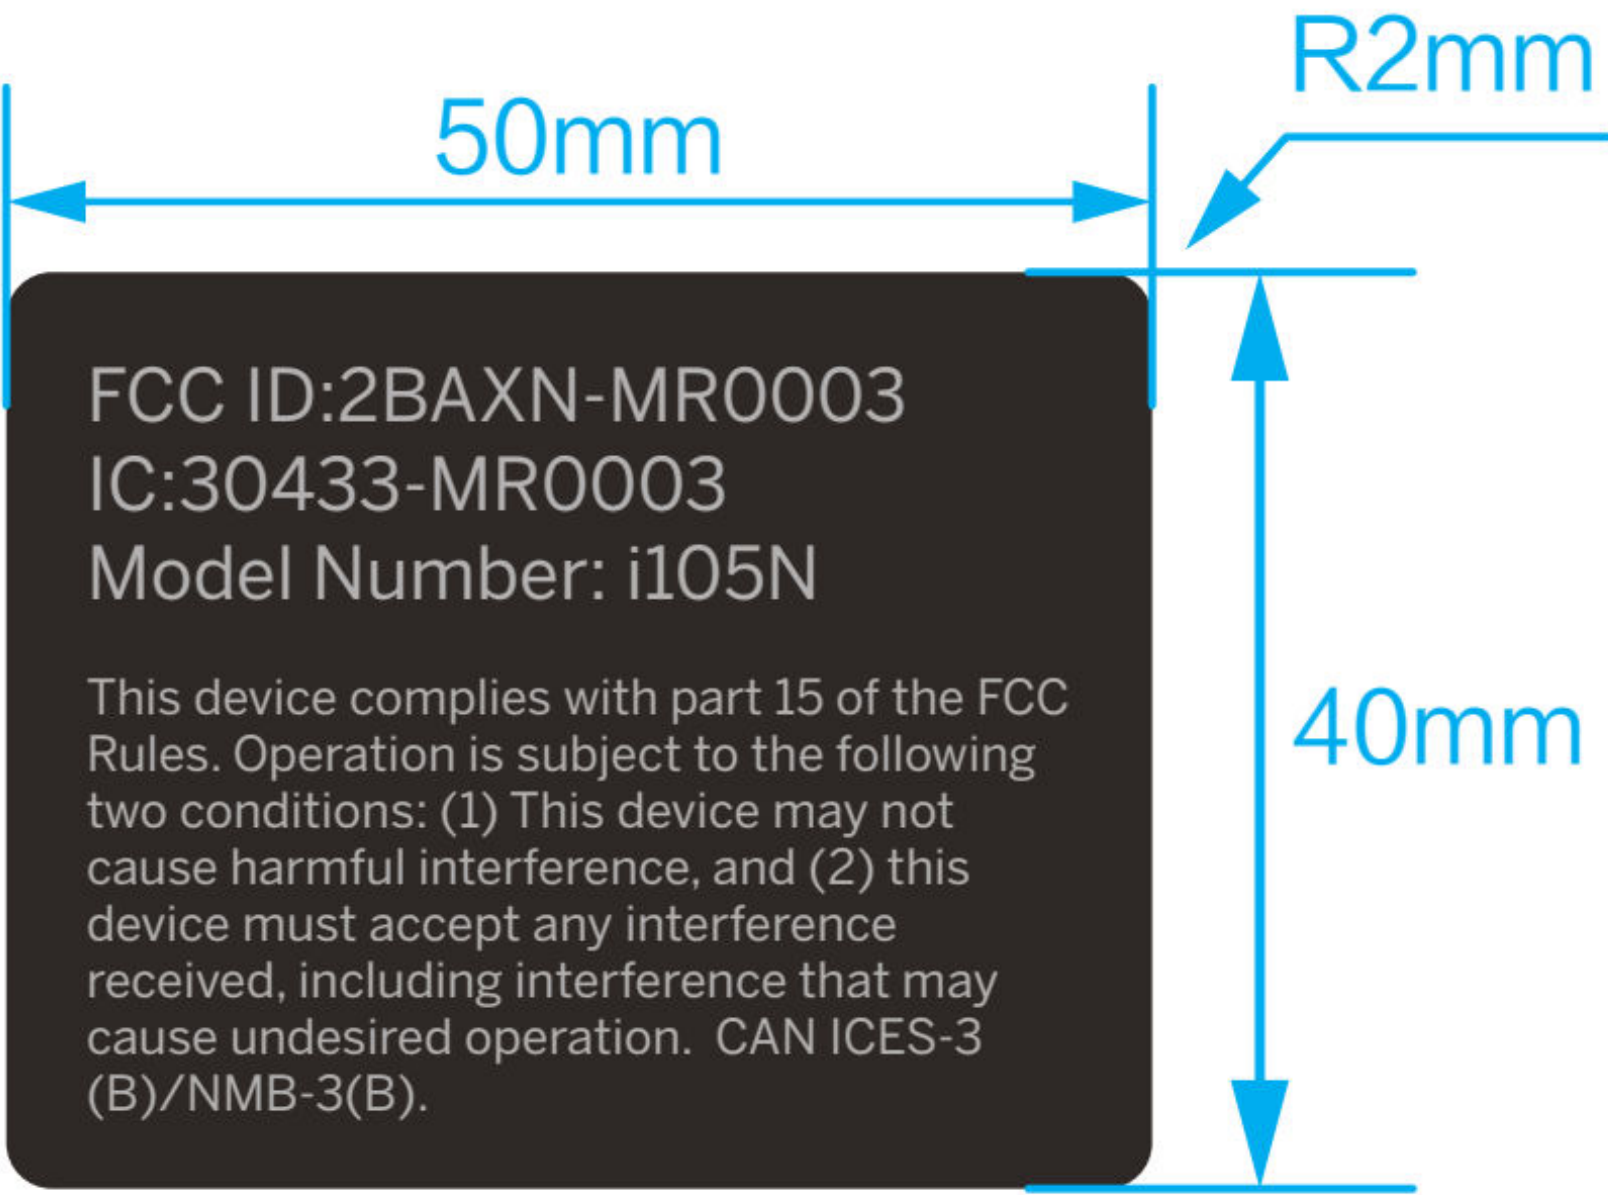 R2mm
50mm
FCC ID:2BAXN-MR0003
IC:30433-MR0003
Model Number: i105N
This device complies with part 15 of the FCC
Rules. Operation is subject to the following
two conditions: (1) This device may not
cause harmful interference, and (2) this
device must accept any interference
received, including interference that may
cause undesired operation.  CAN ICES-3
(B)/NMB-3(B).
40mm